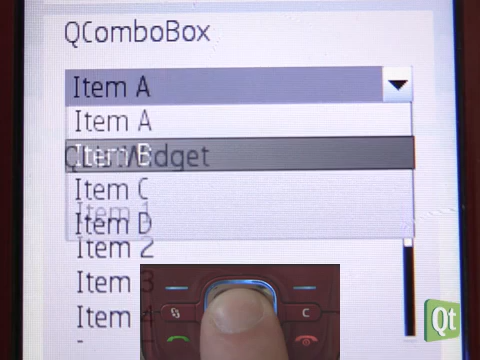 QComboBox
Item A
Item A
Item B
QListWidget
Item C
Item 1
Item D
Item 2
Item 3
Item 4
C
Qt